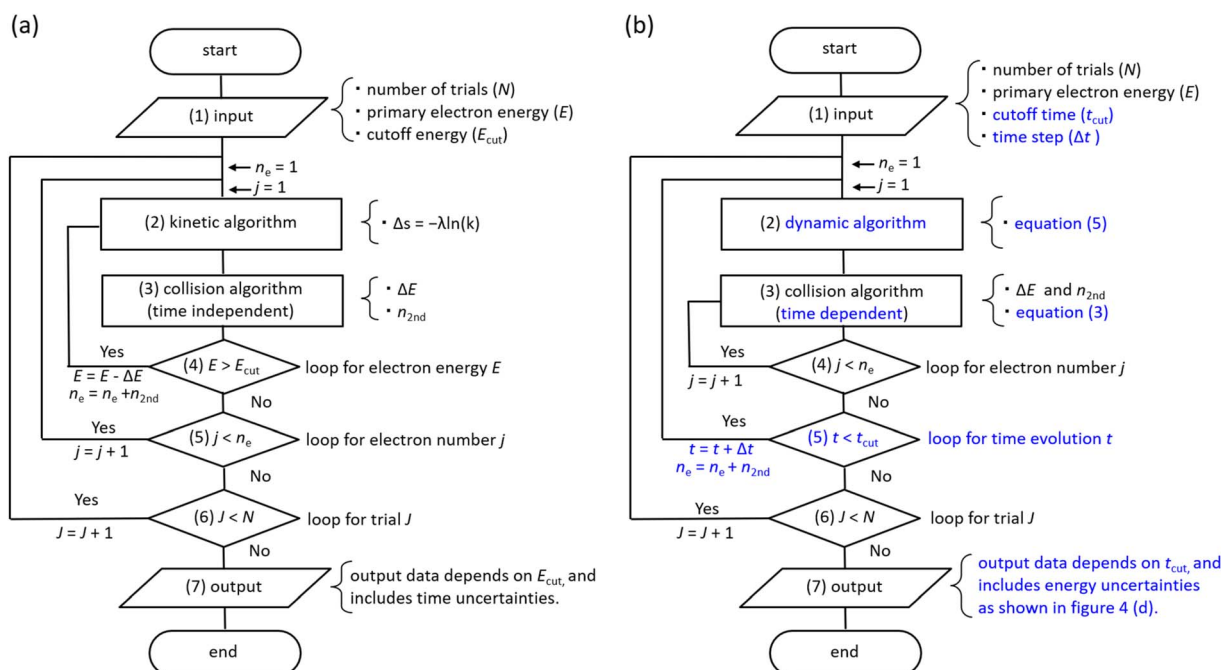 (a)
start
(1) input
・ number of trials (N)
・ primary electron energy (E)
・ cutoff energy (Ecut)
ne = 1
j = 1
(2) kinetic algorithm
・ Δs = −λln(k)
(3) collision algorithm
(time independent)
・ ΔE
・ n2nd
Yes
(4) E > Ecut
loop for electron energy E
E = E - ΔE
ne = ne +n2nd
No
Yes
(5) j < ne
loop for electron number j
j = j + 1
No
Yes
(6) J < N
loop for trial J
J = J + 1
No
(7) output
output data depends on Ecut, and
includes time uncertainties.
end
(b)
start
(1) input
・ number of trials (N)
・ primary electron energy (E)
・ cutoff time (tcut)
・ time step (Δt )
ne = 1
j = 1
(2) dynamic algorithm
・ equation (5)
(3) collision algorithm
(time dependent)
・ ΔE and n2nd
・ equation (3)
Yes
(4) j < ne
loop for electron number j
j = j + 1
No
Yes
(5) t < tcut
loop for time evolution t
t = t + Δt
ne = ne + n2nd
No
Yes
(6) J < N
loop for trial J
J = J + 1
No
(7) output
output data depends on tcut, and
includes energy uncertainties
as shown in figure 4 (d).
end